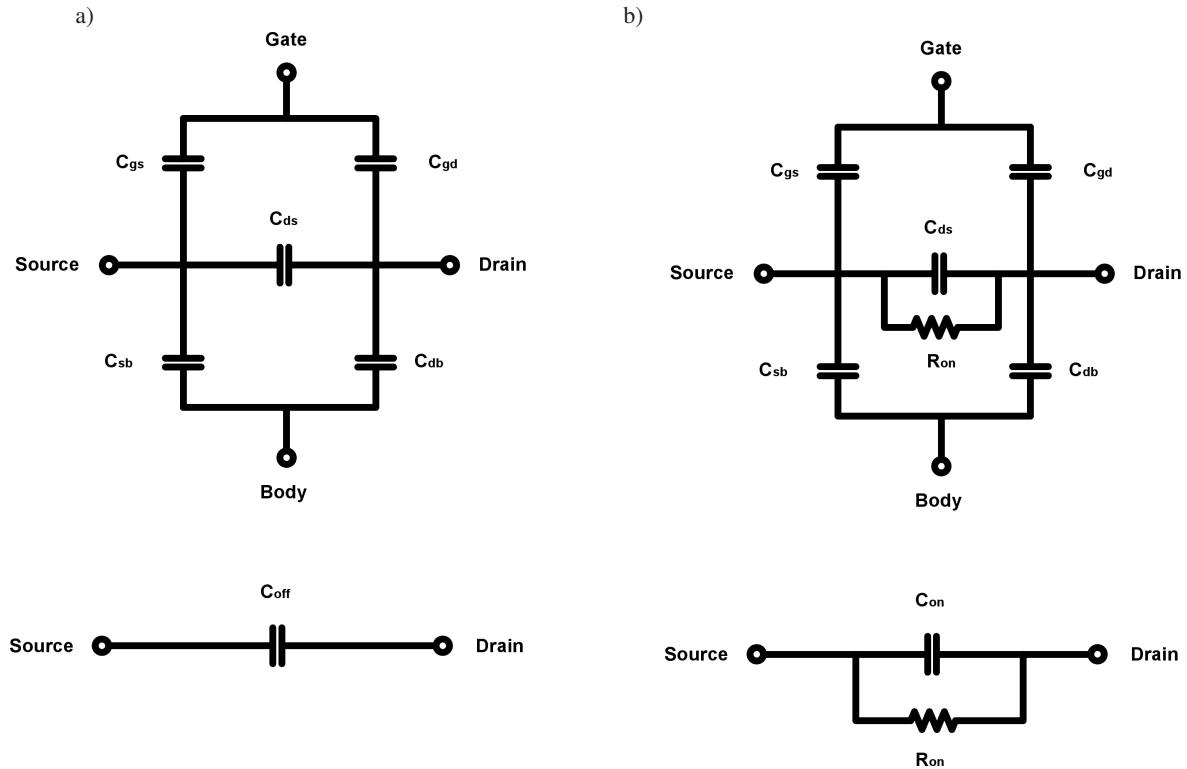 a)
Gate
Cgs
Cgd
Cds
Source
Drain
Csb
Cdb
Body
Coff
Source
Drain
b)
Gate
Cgs
Cgd
Cds
Source
Drain
Ron
Csb
Cdb
Body
Con
Source
Drain
Ron